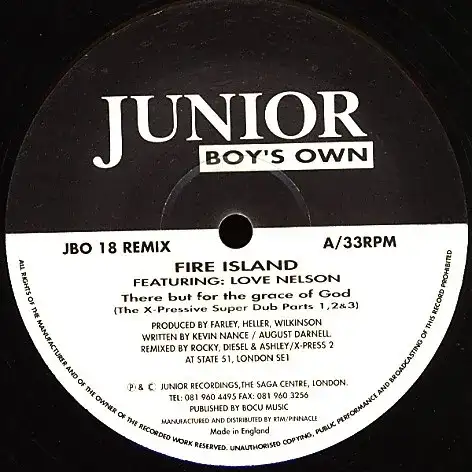 JUNIOR
BOY'S OWN
JBO 18 REMIX A/33RPM
FIRE ISLAND
FEATURING: LOVE NELSON
There but for the grace of God
(The X-Pressive Super Dub Parts 1,2&3)
PRODUCED BY FARLEY, HELLER, WILKINSON
WRITTEN BY KEVIN NANCE / AUGUST DARNELL.
REMIXED BY ROCKY, DIESEL & ASHLEY/X-PRESS 2
AT STATE 51, LONDON SE1
Ⓟ & © JUNIOR RECORDINGS,THE SAGA CENTRE, LONDON.
TEL: 081 960 4495 FAX: 081 960 3256
PUBLISHED BY BOCU MUSIC
MANUFACTURED AND DISTRIBUTED BY RTM/PINNACLE
Made in England
ALL RIGHTS OF THE MANUFACTURER AND OF THE OWNER OF THE RECORDED WORK RESERVED. UNAUTHORISED COPYING, PUBLIC PERFORMANCE AND BROADCASTING OF THIS RECORD PROHIBITED